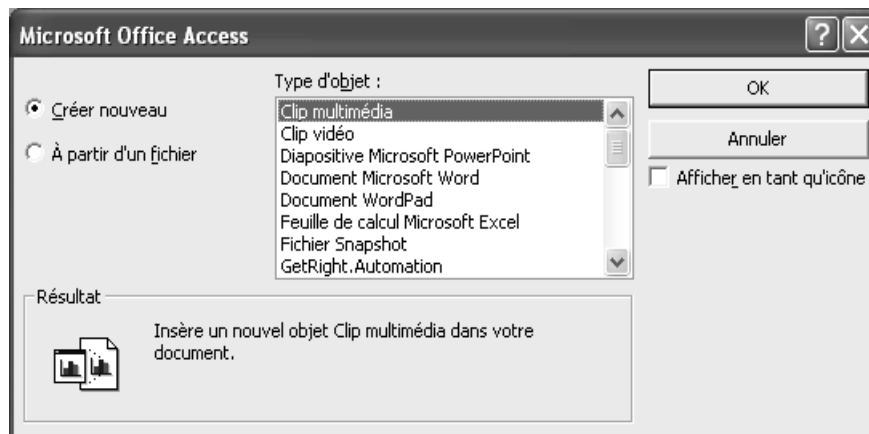 Microsoft Office Access
Type d'objet :
Créer nouveau
À partir d'un fichier
Clip multimédia
Clip vidéo
Diapositive Microsoft PowerPoint
Document Microsoft Word
Document WordPad
Feuille de calcul Microsoft Excel
Fichier Snapshot
GetRight.Automation
OK
Annuler
Afficher en tant qu'icône
Résultat
Insère un nouvel objet Clip multimédia dans votre
document.